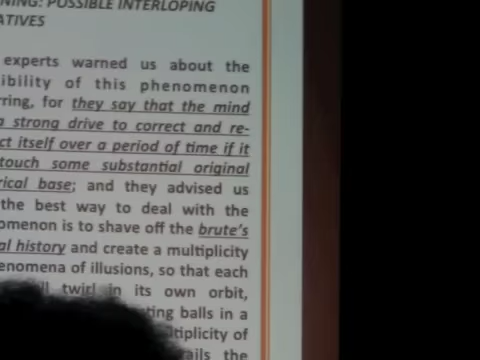 NING: POSSIBLE INTERLOPING
ATIVES
experts warned us about the
ibility of this phenomenon
rring, for they say that the mind
a strong drive to correct and re-
ct itself over a period of time if it
touch some substantial original
rical base; and they advised us
the best way to deal with the
omenon is to shave off the brute's
al history and create a multiplicity
enomena of illusions, so that each
twirl in its own orbit,
ting balls in a
tiplicity of
ails the